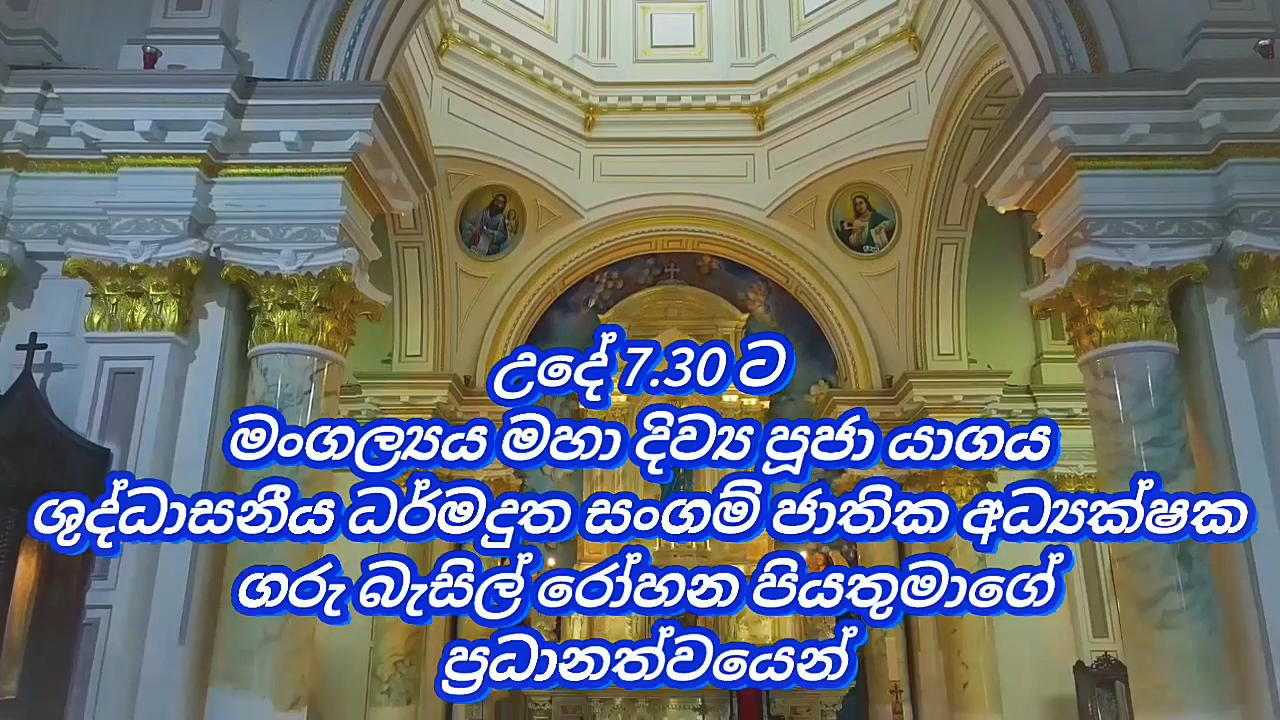 උදේ 7.30 ට
මංගල්‍යය මහා දිව්‍ය පූජා යාගය
ශුද්ධාසනීය ධර්මදුත සංගම් ජාතික අධ්‍යක්ෂක
ගරු බැසිල් රෝහන පියතුමාගේ
ප්‍රධානත්වයෙන්